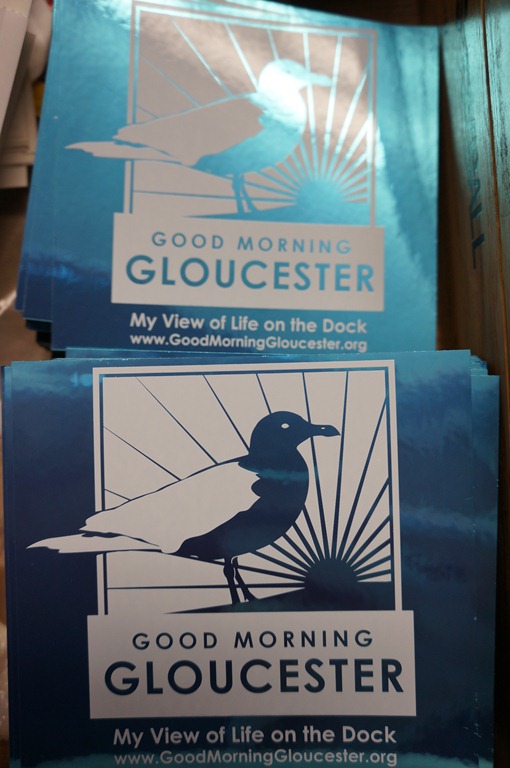 GOOD MORNING
GLOUCESTER
My View of Life on the Dock
www.GoodMorningGloucester.org
GOOD MORNING
GLOUCESTER
My View of Life on the Dock
www.GoodMorningGloucester.org